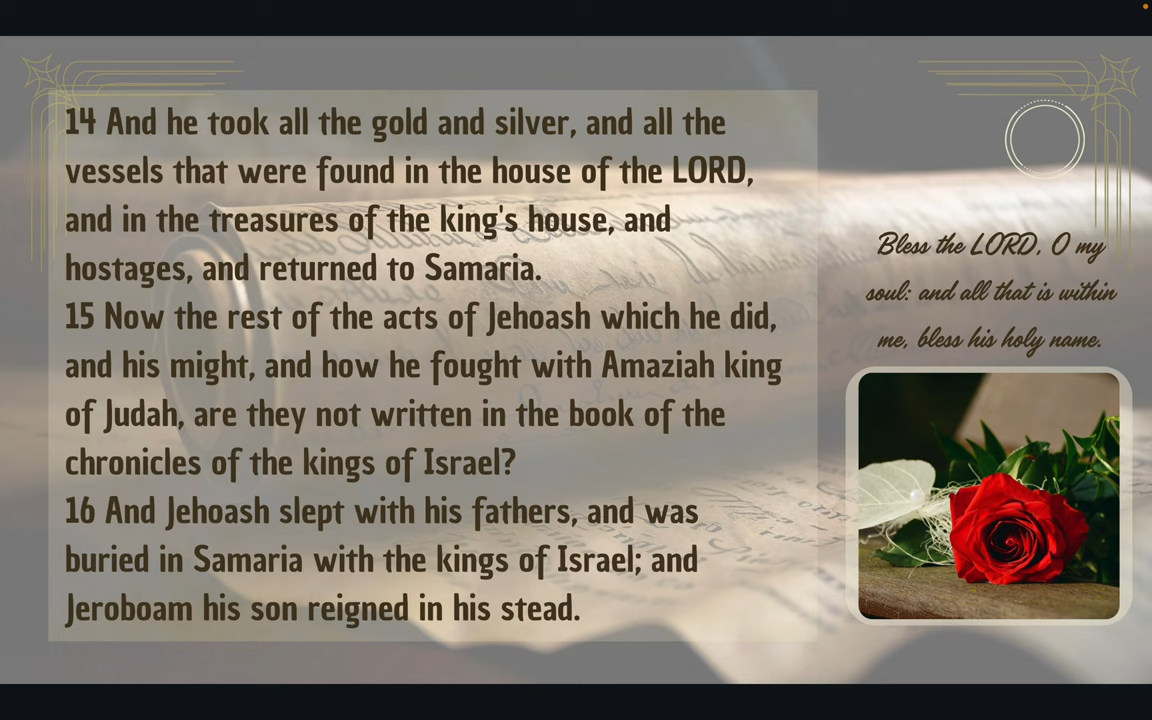 14 And he took all the gold and silver, and all the
vessels that were found in the house of the LORD,
and in the treasures of the king's house, and
hostages, and returned to Samaria.
15 Now the rest of the acts of Jehoash which he did,
and his might, and how he fought with Amaziah king
of Judah, are they not written in the book of the
chronicles of the kings of Israel?
16 And Jehoash slept with his fathers, and was
buried in Samaria with the kings of Israel; and
Jeroboam his son reigned in his stead.
Bless the LORD, O my
soul: and all that is within
me, bless his holy name.